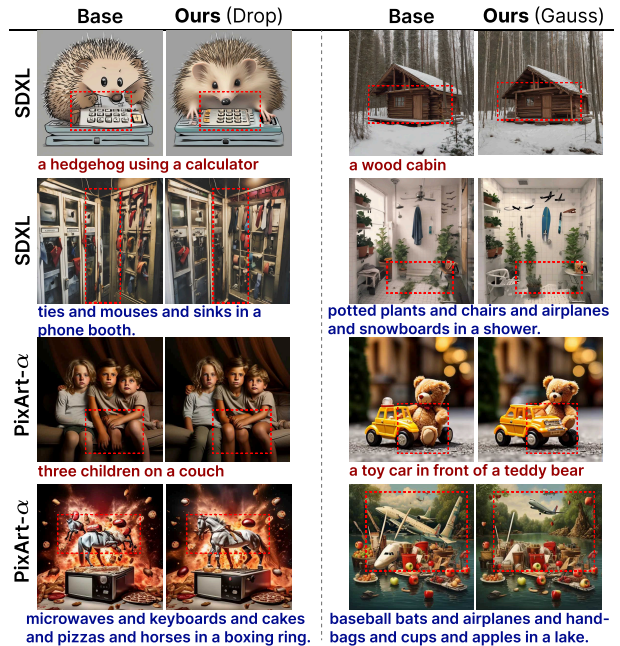 Base Ours (Drop) Base Ours (Gauss)
SDXL
a hedgehog using a calculator
a wood cabin
SDXL
ties and mouses and sinks in a
phone booth.
potted plants and chairs and airplanes
and snowboards in a shower.
PixArt-α
three children on a couch
a toy car in front of a teddy bear
PixArt-α
microwaves and keyboards and cakes
and pizzas and horses in a boxing ring.
baseball bats and airplanes and hand-
bags and cups and apples in a lake.